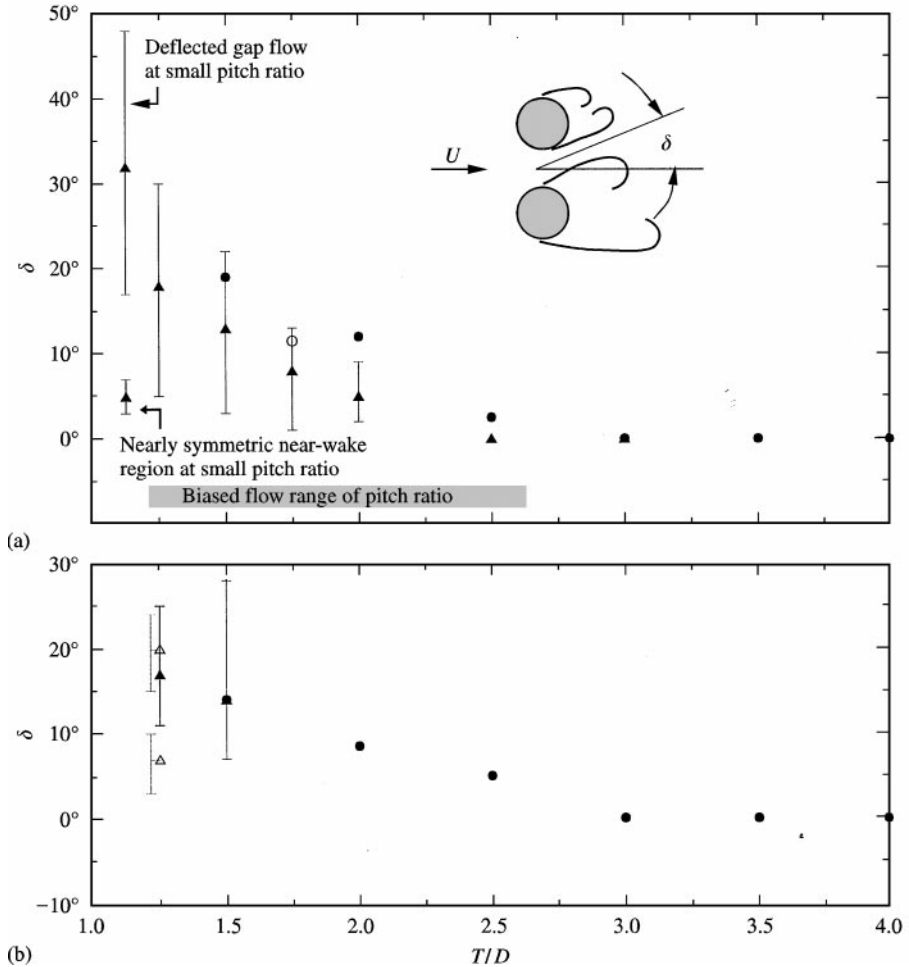 50°
Deflected gap flow
at small pitch ratio
40°
δ
U
30°
δ
20°
10°
0°
Nearly symmetric near-wake
region at small pitch ratio
Biased flow range of pitch ratio
(a)
30°
20°
δ
10°
0°
−10°
1.0 1.5 2.0 2.5 3.0 3.5 4.0
(b)
T/D